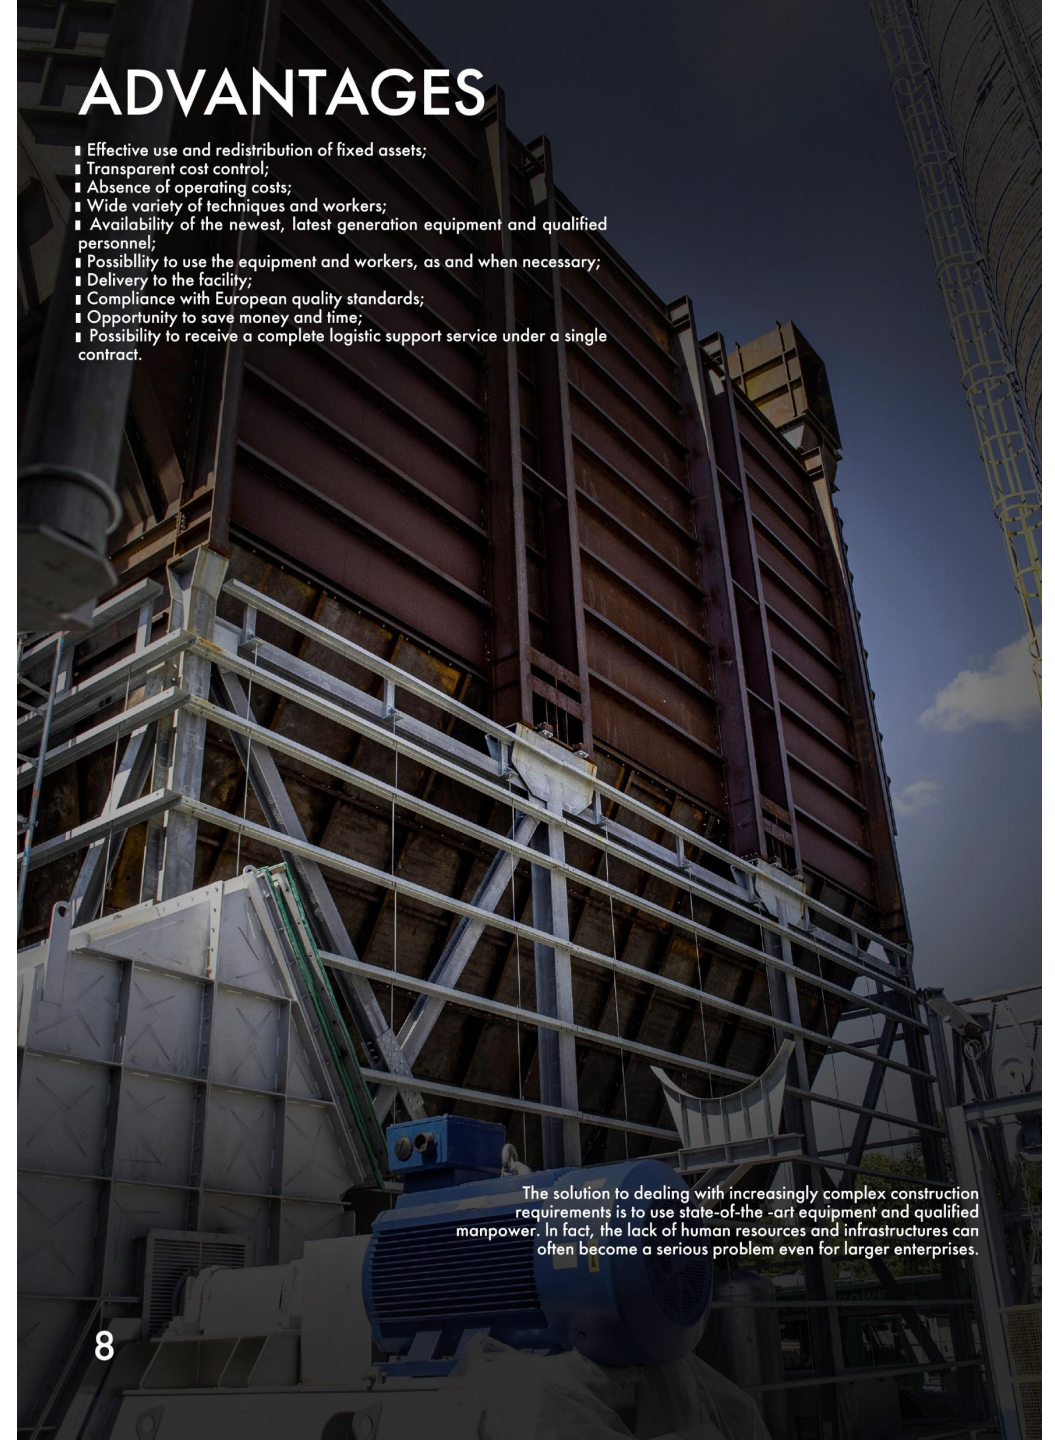 ADVANTAGES
▮ Effective use and redistribution of fixed assets;
▮ Transparent cost control;
▮ Absence of operating costs;
▮ Wide variety of techniques and workers;
▮ Availability of the newest, latest generation equipment and qualified
personnel;
▮ Possibllity to use the equipment and workers, as and when necessary;
▮ Delivery to the facility;
▮ Compliance with European quality standards;
▮ Opportunity to save money and time;
▮ Possibility to receive a complete logistic support service under a single
contract.
The solution to dealing with increasingly complex construction
requirements is to use state-of-the -art equipment and qualified
manpower. In fact, the lack of human resources and infrastructures can
often become a serious problem even for larger enterprises.
8